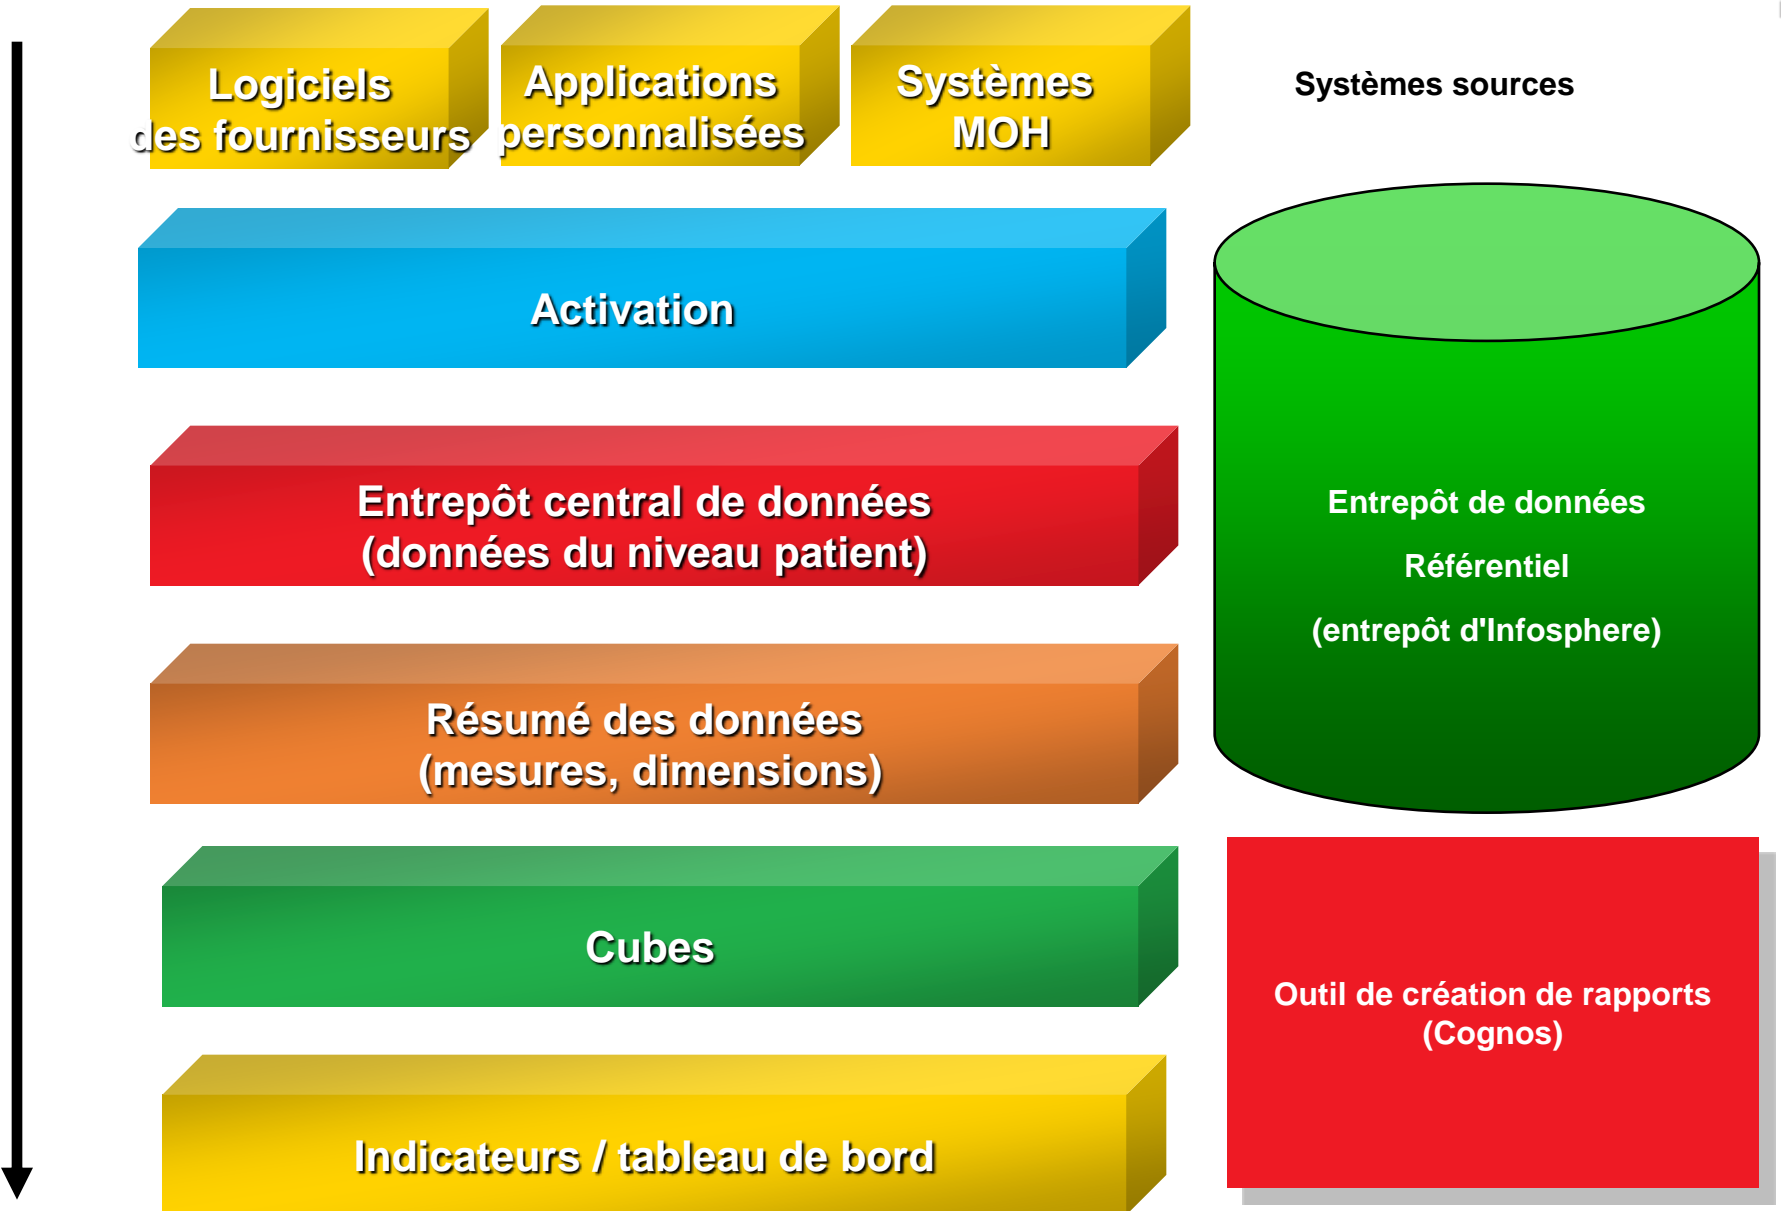 Logiciels
des fournisseurs
Applications
personnalisées
Systèmes
MOH
Systèmes sources
Activation
Entrepôt central de données
(données du niveau patient)
Entrepôt de données
Référentiel
(entrepôt d'Infosphere)
Résumé des données
(mesures, dimensions)
Cubes
Outil de création de rapports
(Cognos)
Indicateurs / tableau de bord